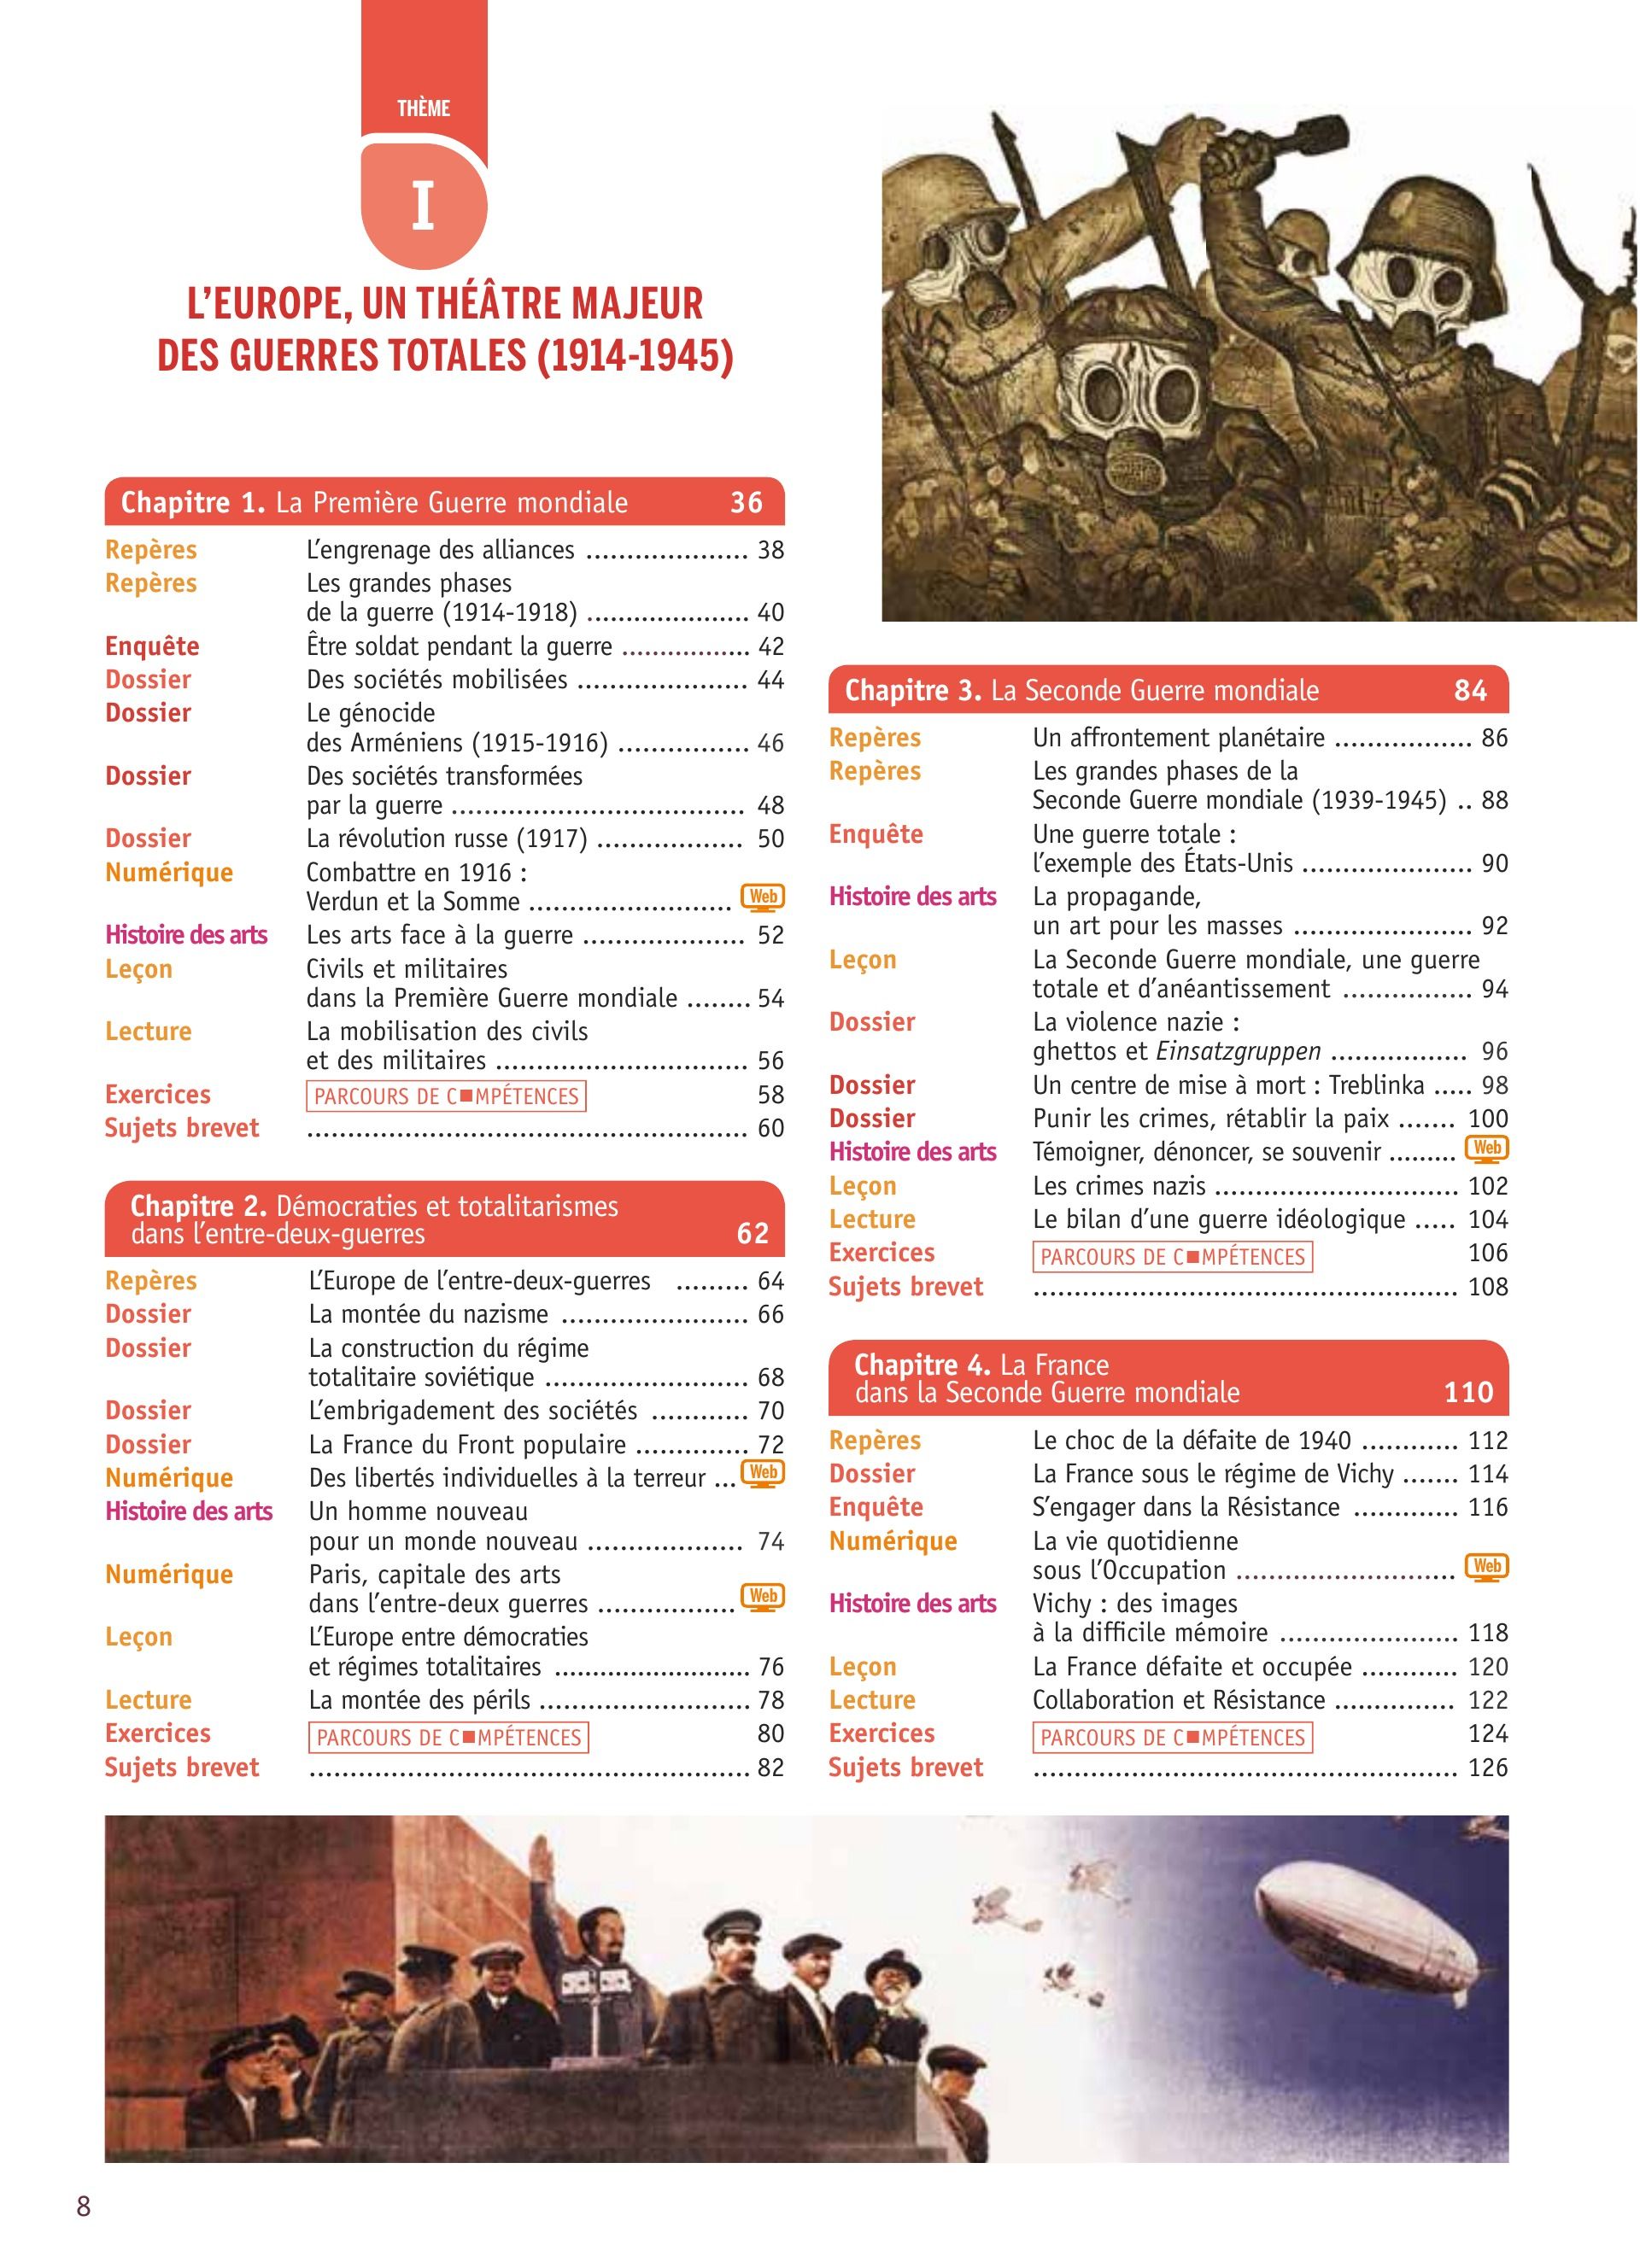 THÈME
I
L’EUROPE, UN THÉÂTRE MAJEUR
DES GUERRES TOTALES (1914-1945)
Chapitre 1. La Première Guerre mondiale 36
Repères L’engrenage des alliances .................... 38
Repères Les grandes phases
de la guerre (1914-1918) .................... 40
Enquête Être soldat pendant la guerre ................ 42
Dossier Des sociétés mobilisées ..................... 44
Dossier Le génocide
des Arméniens (1915-1916) ................ 46
Dossier Des sociétés transformées
par la guerre .................................... 48
Dossier La révolution russe (1917) .................. 50
Numérique Combattre en 1916 :
Verdun et la Somme ......................... Web
Histoire des arts Les arts face à la guerre .................... 52
Leçon Civils et militaires
dans la Première Guerre mondiale ........ 54
Lecture La mobilisation des civils
et des militaires ............................... 56
Exercices PARCOURS DE C■MPÉTENCES 58
Sujets brevet ...................................................... 60
Chapitre 2. Démocraties et totalitarismes
dans l’entre-deux-guerres 62
Repères L’Europe de l’entre-deux-guerres ......... 64
Dossier La montée du nazisme ....................... 66
Dossier La construction du régime
totalitaire soviétique ......................... 68
Dossier L’embrigadement des sociétés ............ 70
Dossier La France du Front populaire .............. 72
Numérique Des libertés individuelles à la terreur ... Web
Histoire des arts Un homme nouveau
pour un monde nouveau ................... 74
Numérique Paris, capitale des arts
dans l’entre-deux guerres ................. Web
Leçon L’Europe entre démocraties
et régimes totalitaires ........................ 76
Lecture La montée des périls .......................... 78
Exercices PARCOURS DE C■MPÉTENCES 80
Sujets brevet ...................................................... 82
Chapitre 3. La Seconde Guerre mondiale 84
Repères Un affrontement planétaire ................. 86
Repères Les grandes phases de la
Seconde Guerre mondiale (1939-1945) .. 88
Enquête Une guerre totale :
l’exemple des États-Unis ..................... 90
Histoire des arts La propagande,
un art pour les masses ...................... 92
Leçon La Seconde Guerre mondiale, une guerre
totale et d’anéantissement ................ 94
Dossier La violence nazie :
ghettos et Einsatzgruppen ................. 96
Dossier Un centre de mise à mort : Treblinka ..... 98
Dossier Punir les crimes, rétablir la paix ....... 100
Histoire des arts Témoigner, dénoncer, se souvenir ......... Web
Leçon Les crimes nazis .............................. 102
Lecture Le bilan d’une guerre idéologique ..... 104
Exercices PARCOURS DE C■MPÉTENCES 106
Sujets brevet .................................................... 108
Chapitre 4. La France
dans la Seconde Guerre mondiale 110
Repères Le choc de la défaite de 1940 ............ 112
Dossier La France sous le régime de Vichy ....... 114
Enquête S’engager dans la Résistance ............. 116
Numérique La vie quotidienne
sous l’Occupation ........................... Web
Histoire des arts Vichy : des images
à la difficile mémoire ...................... 118
Leçon La France défaite et occupée ............ 120
Lecture Collaboration et Résistance ............... 122
Exercices PARCOURS DE C■MPÉTENCES 124
Sujets brevet .................................................... 126
8